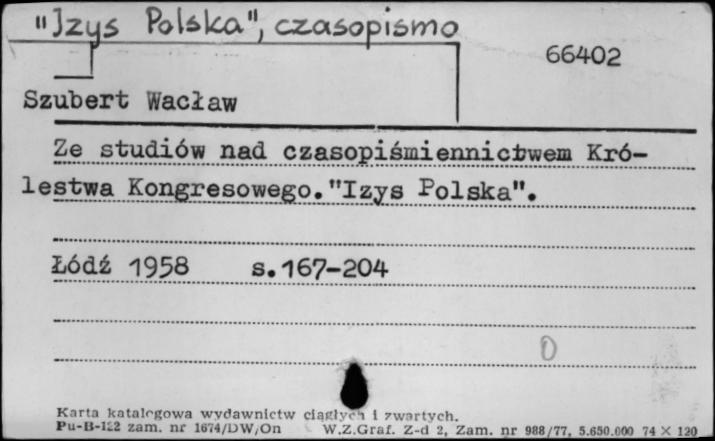 "Izys Polska", czasopismo
66402
Szubert Wacław
Ze studiów nad czasopiśmiennictwem Kró-
lestwa Kongresowego."Izys Polska".
Łódź 1958 s.167-204
0
Karta katalogowa wydawnictw ciągłych i zwartych.
Pu-B-122 zam. nr 1674/DW/On W.Z.Graf. Z-d 2, Zam. nr 988/77, 5.650.000 74 × 120